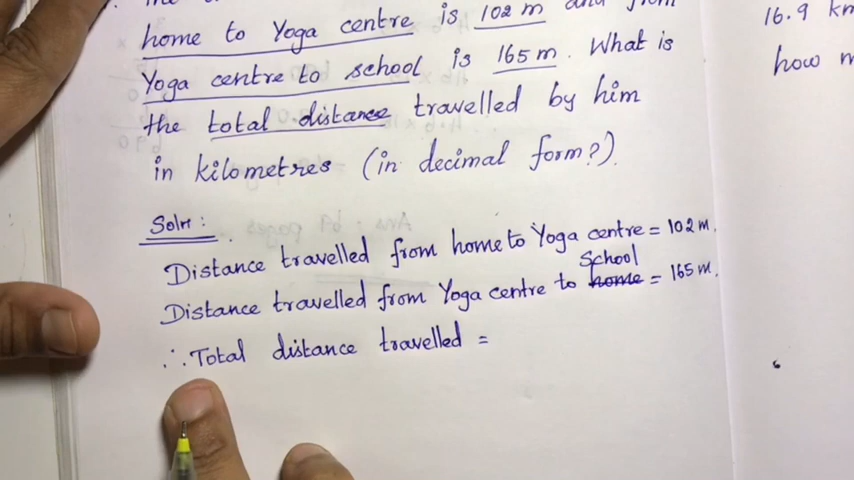 home to Yoga centre is 102 m and from
Yoga centre to school is 165 m. What is
the total distance travelled by him
in kilometres (in decimal form?)
Soln:
Distance travelled from home to Yoga centre = 102 m.
School
Distance travelled from Yoga centre to home = 165 m.
∴ Total distance travelled =
16.9 km
how